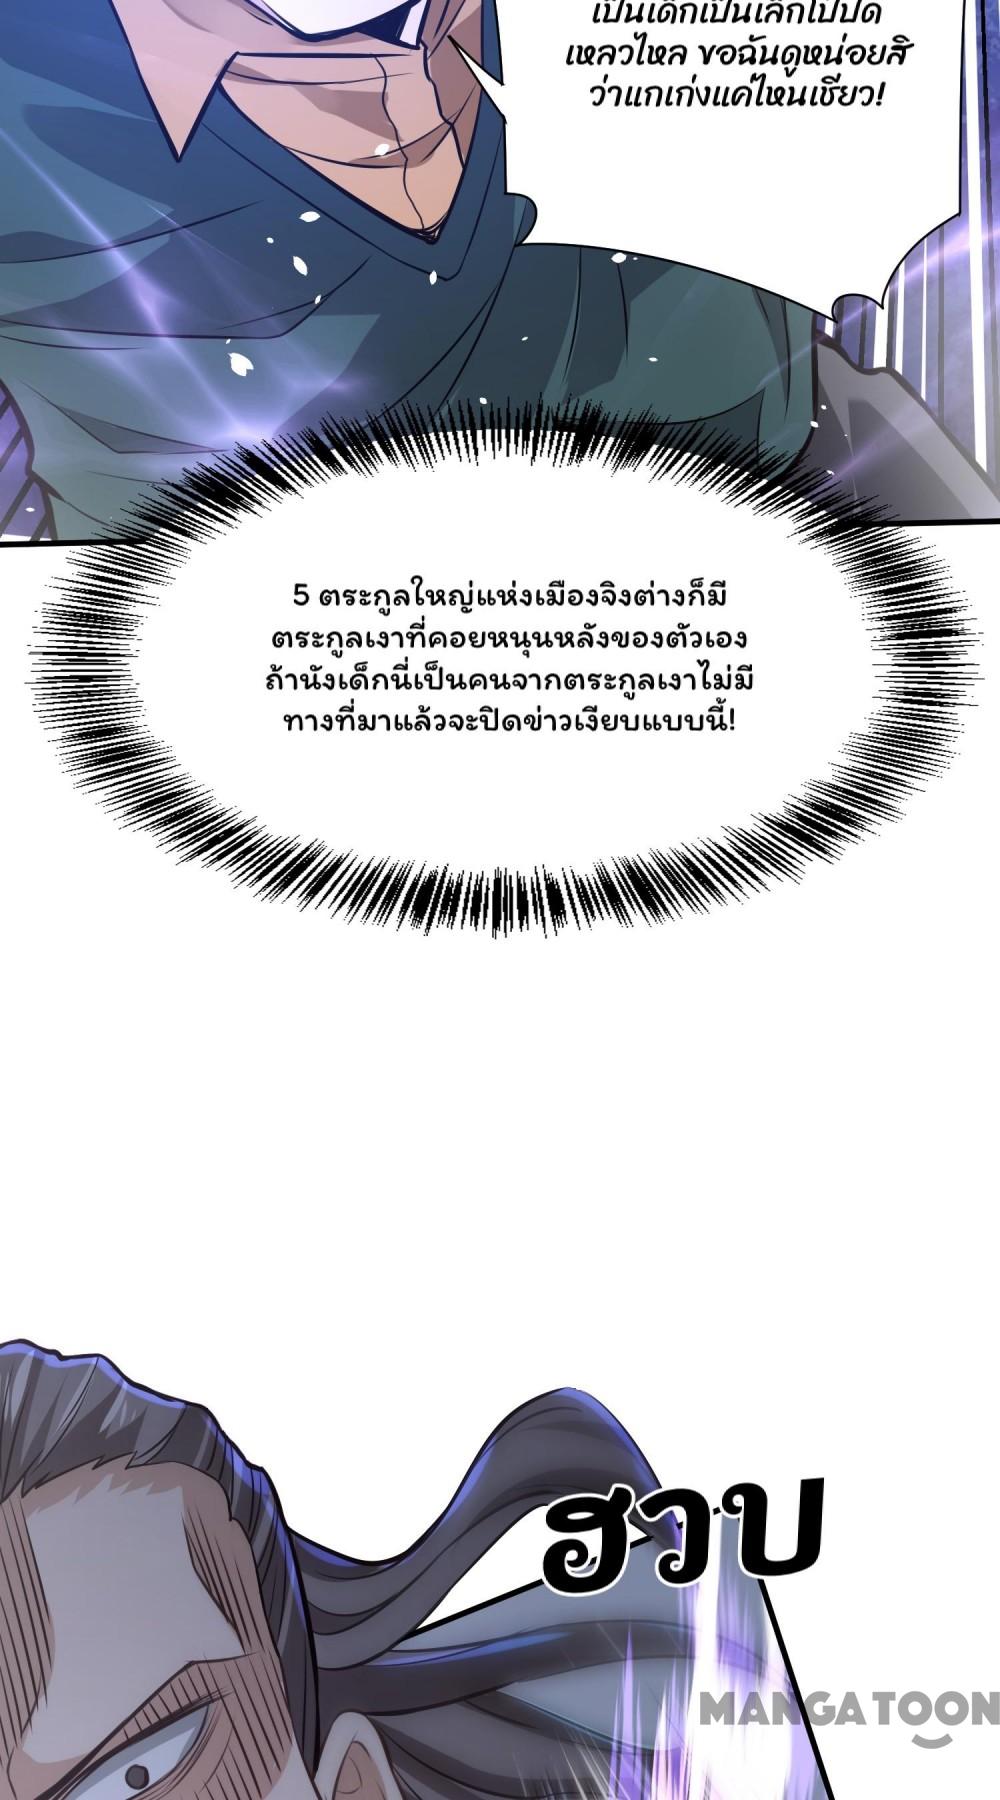 เป็นเด็กเป็นเล็กไปปด
เหลวไหล ขอฉันดูหน่อยสิ
ว่าแกเก่งแค่ไหนเชียว!
5 ตระกูลใหญ่แห่งเมืองจิงต่างก็มี
ตระกูลเงาที่คอยหนุนหลังของตัวเอง
ถ้านังเด็กนี่เป็นคนจากตระกูลเงาไม่มี
ทางที่มาแล้วจะปิดข่าวเงียบแบบนี้!
ฮวบ
MANGATOON